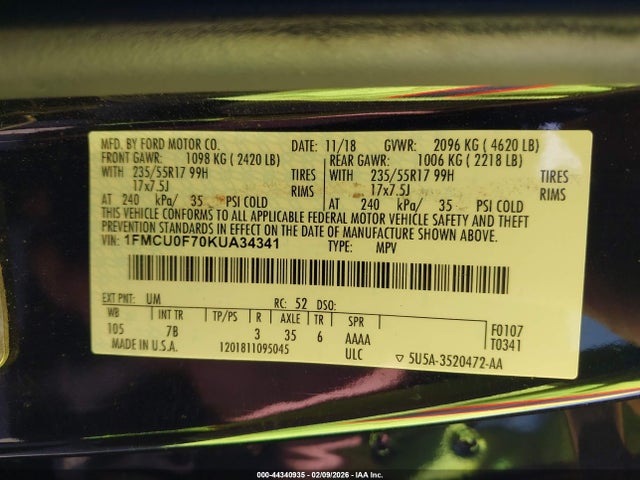 MFD. BY FORD MOTOR CO. DATE: 11/18 GVWR: 2096 KG ( 4620 LB)
FRONT GAWR: 1098 KG ( 2420 LB) REAR GAWR: 1006 KG ( 2218 LB)
WITH 235/55R17 99H TIRES WITH 235/55R17 99H TIRES
17x7.5J RIMS 17x7.5J RIMS
AT 240 kPa/ 35 PSI COLD AT 240 kPa/ 35 PSI COLD
THIS VEHICLE CONFORMS TO ALL APPLICABLE FEDERAL MOTOR VEHICLE SAFETY AND THEFT
PREVENTION STANDARDS IN EFFECT ON THE DATE OF MANUFACTURE SHOWN ABOVE.
VIN: 1FMCU0F70KUA34341 TYPE: MPV
EXT PNT: UM RC: 52 DSO:
WB INT TR TP/PS R AXLE TR SPR F0107
105 7B 3 35 6 AAAA T0341
MADE IN U.S.A. 1201811095045 ULC ▽ 5U5A-3520472-AA
000-44340935 - 02/09/2026 - IAA Inc.